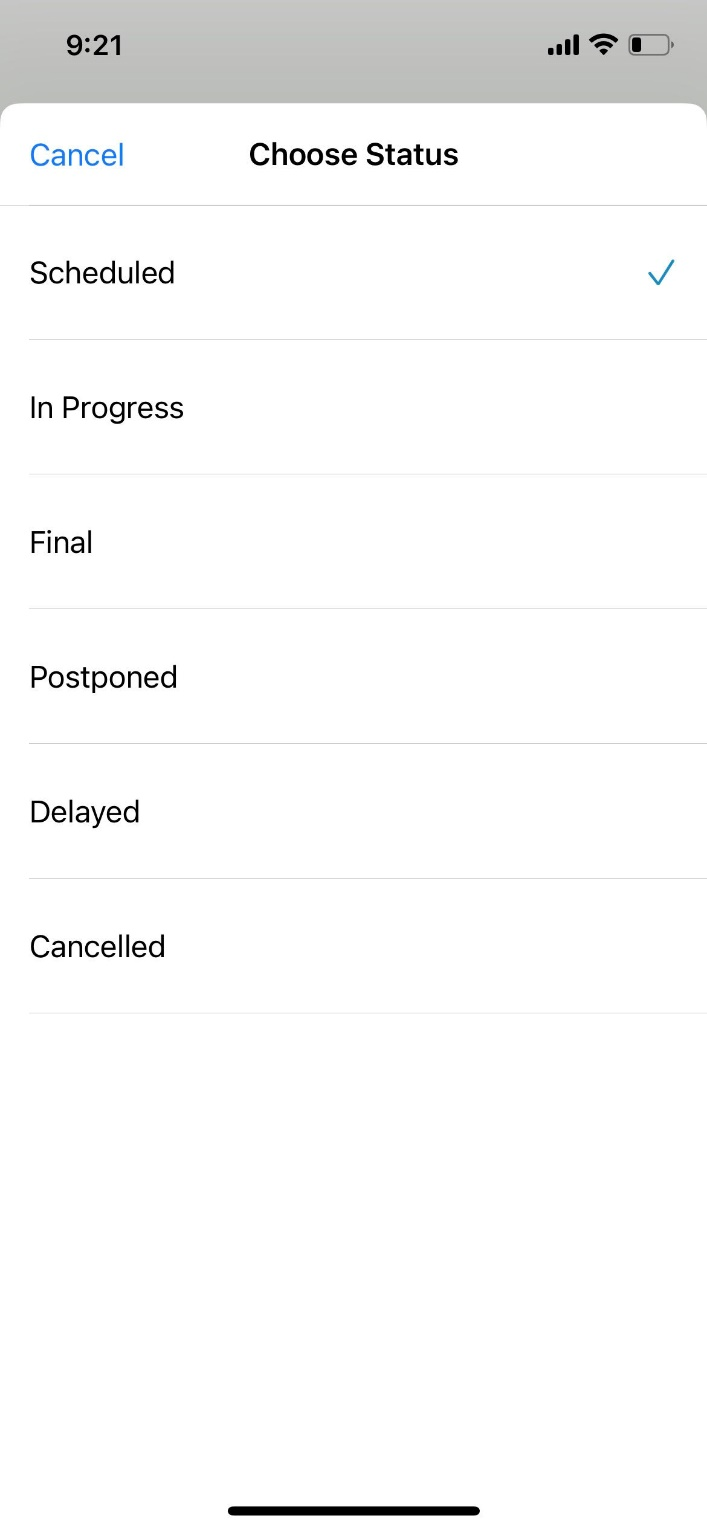 9:21
Cancel Choose Status
Scheduled
In Progress
Final
Postponed
Delayed
Cancelled